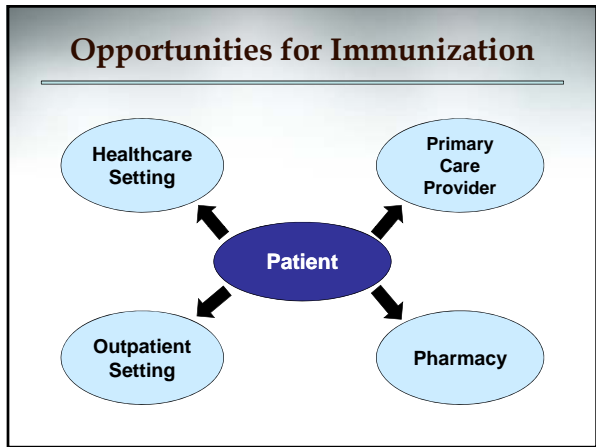 Opportunities for Immunization
Healthcare
Setting
Primary
Care
Provider
Patient
Outpatient
Setting
Pharmacy